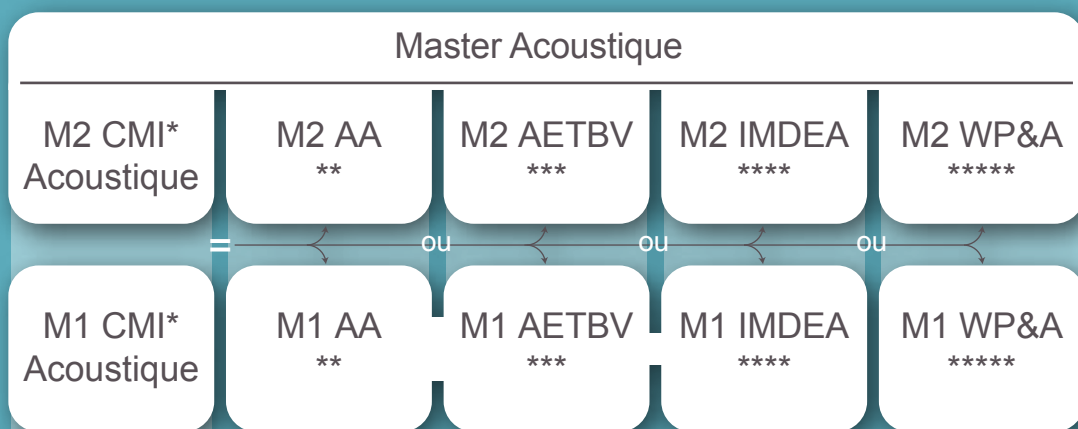 Master Acoustique
M2 CMI*
Acoustique
M2 AA
**
M2 AETBV
***
M2 IMDEA
****
M2 WP&A
*****
= ou ou ou
M1 CMI*
Acoustique
M1 AA
**
M1 AETBV
***
M1 IMDEA
****
M1 WP&A
*****